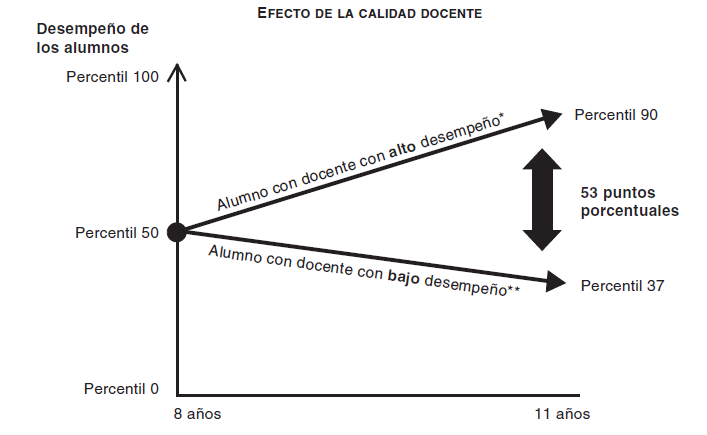 EFECTO DE LA CALIDAD DOCENTE
Desempeño de
los alumnos
Percentil 100
Alumno con docente con alto desempeño*
Percentil 90
53 puntos
porcentuales
Percentil 50
Alumno con docente con bajo desempeño**
Percentil 37
Percentil 0
8 años
11 años